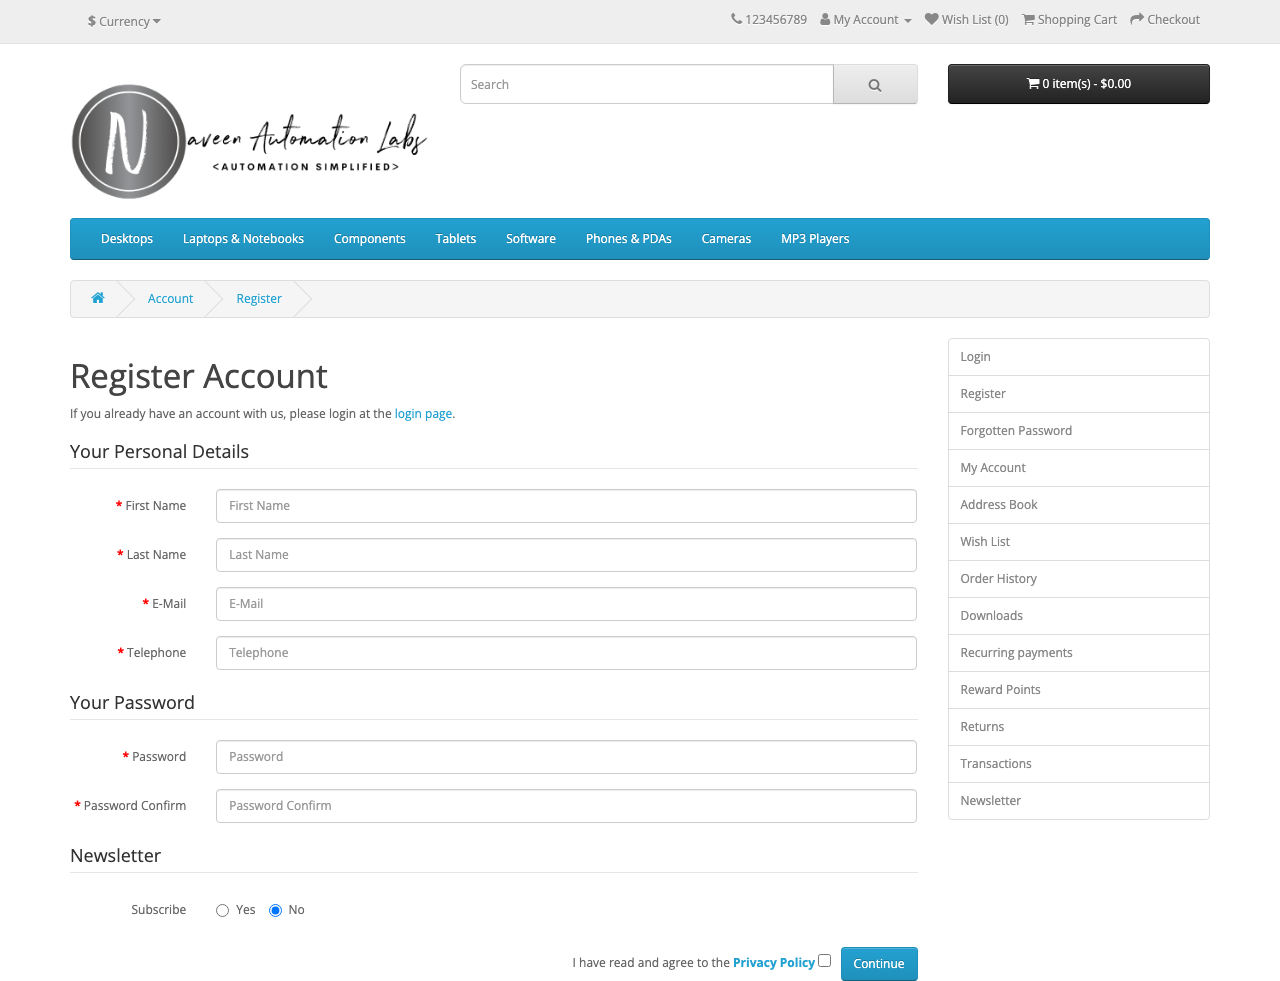 $ Currency
123456789 My Account Wish List (0) Shopping Cart Checkout
N
aveen Automation Labs
<AUTOMATION SIMPLIFIED>
Search
0 item(s) - $0.00
Desktops Laptops & Notebooks Components Tablets Software Phones & PDAs Cameras MP3 Players
Account Register
Register Account
If you already have an account with us, please login at the login page.
Your Personal Details
* First Name First Name
* Last Name Last Name
* E-Mail E-Mail
* Telephone Telephone
Your Password
* Password Password
* Password Confirm Password Confirm
Newsletter
Subscribe Yes No
I have read and agree to the Privacy Policy Continue
Login
Register
Forgotten Password
My Account
Address Book
Wish List
Order History
Downloads
Recurring payments
Reward Points
Returns
Transactions
Newsletter